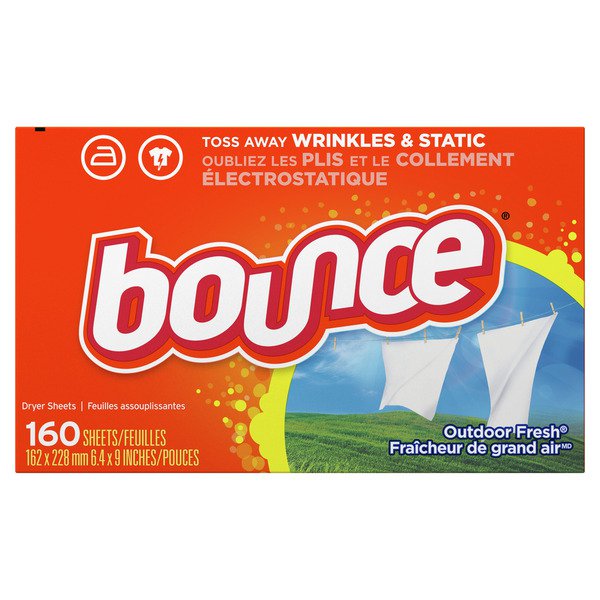 TOSS AWAY WRINKLES & STATIC
OUBLIEZ LES PLIS ET LE COLLEMENT
ÉLECTROSTATIQUE
bounce®
Dryer Sheets | Feuilles assouplissantes
160 SHEETS/FEUILLES
162 x 228 mm 6.4 x 9 INCHES/POUCES
Outdoor Fresh®
Fraîcheur de grand air MD